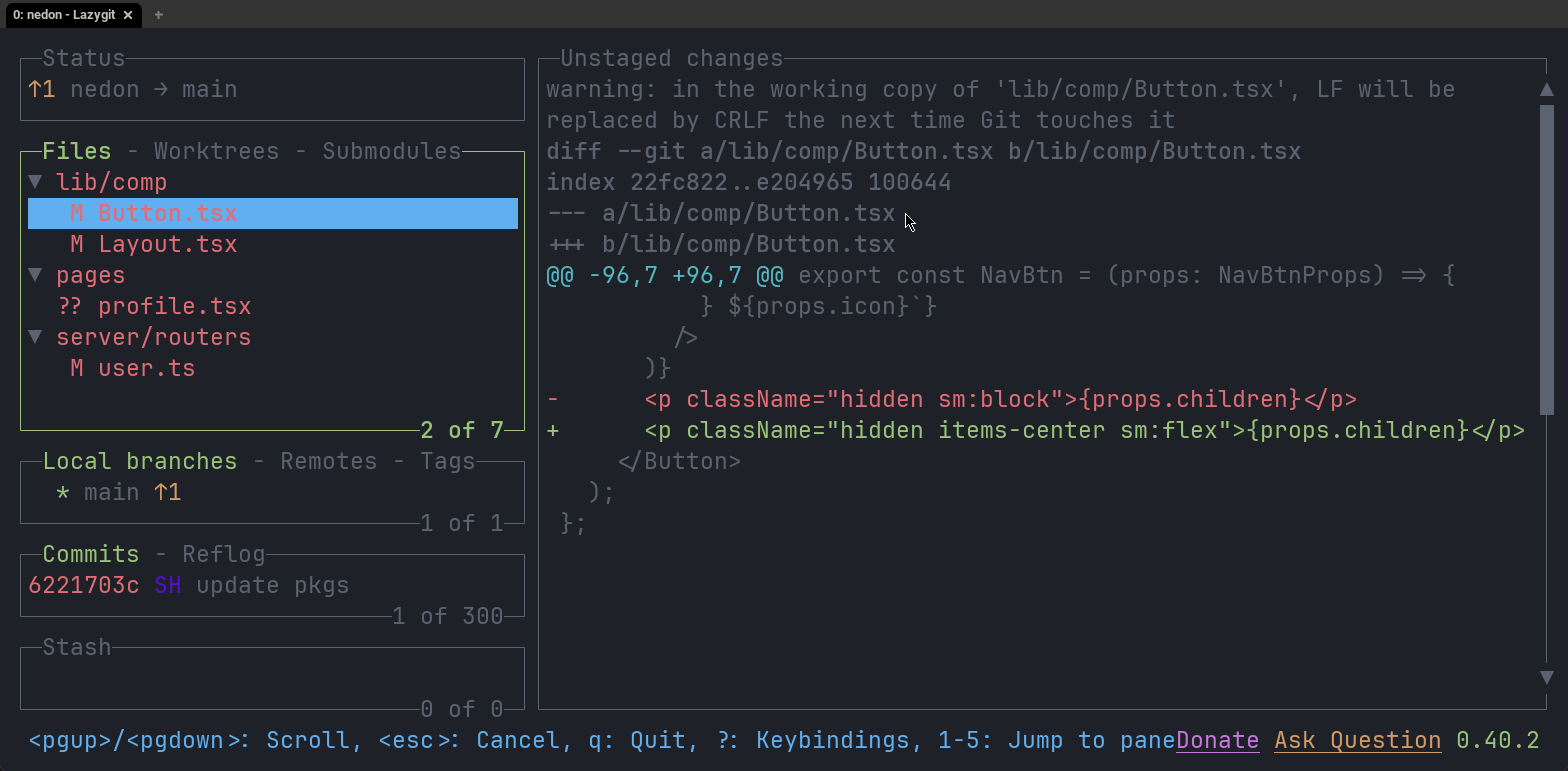 0: nedon - Lazygit ✕ +
Status
↑1 nedon → main
Files - Worktrees - Submodules
▼ lib/comp
M Button.tsx
M Layout.tsx
▼ pages
?? profile.tsx
▼ server/routers
M user.ts
2 of 7
Local branches - Remotes - Tags
* main ↑1
1 of 1
Commits - Reflog
6221703c SH update pkgs
1 of 300
Stash
0 of 0
Unstaged changes
warning: in the working copy of 'lib/comp/Button.tsx', LF will be
replaced by CRLF the next time Git touches it
diff --git a/lib/comp/Button.tsx b/lib/comp/Button.tsx
index 22fc822..e204965 100644
--- a/lib/comp/Button.tsx
+++ b/lib/comp/Button.tsx
@@ -96,7 +96,7 @@ export const NavBtn = (props: NavBtnProps) => {
} ${props.icon}`}
/>
)}
- <p className="hidden sm:block">{props.children}</p>
+ <p className="hidden items-center sm:flex">{props.children}</p>
</Button>
);
};
<pgup>/<pgdown>: Scroll, <esc>: Cancel, q: Quit, ?: Keybindings, 1-5: Jump to paneDonate Ask Question 0.40.2